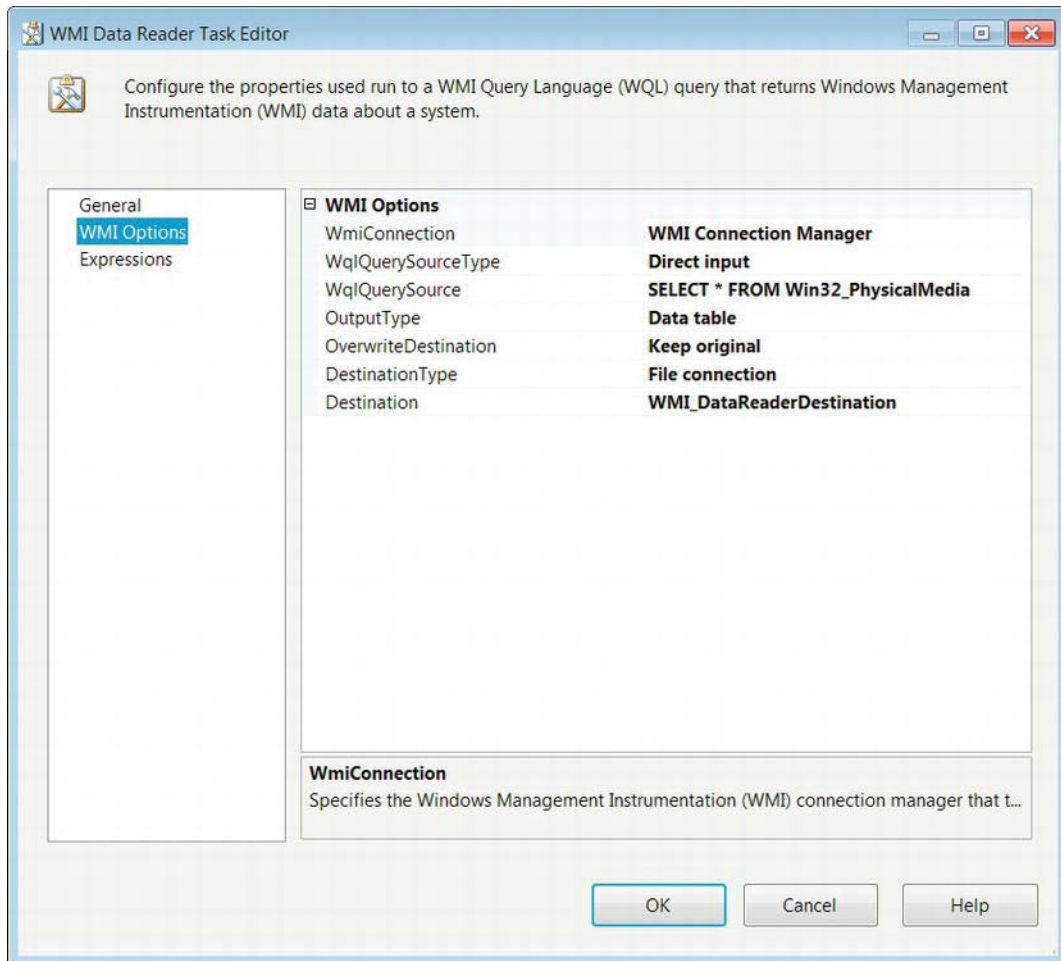 WMI Data Reader Task Editor
Configure the properties used run to a WMI Query Language (WQL) query that returns Windows Management
Instrumentation (WMI) data about a system.
General
WMI Options
Expressions
WMI Options
WmiConnection WMI Connection Manager
WqlQuerySourceType Direct input
WqlQuerySource SELECT * FROM Win32_PhysicalMedia
OutputType Data table
OverwriteDestination Keep original
DestinationType File connection
Destination WMI_DataReaderDestination
WmiConnection
Specifies the Windows Management Instrumentation (WMI) connection manager that t...
OK Cancel Help